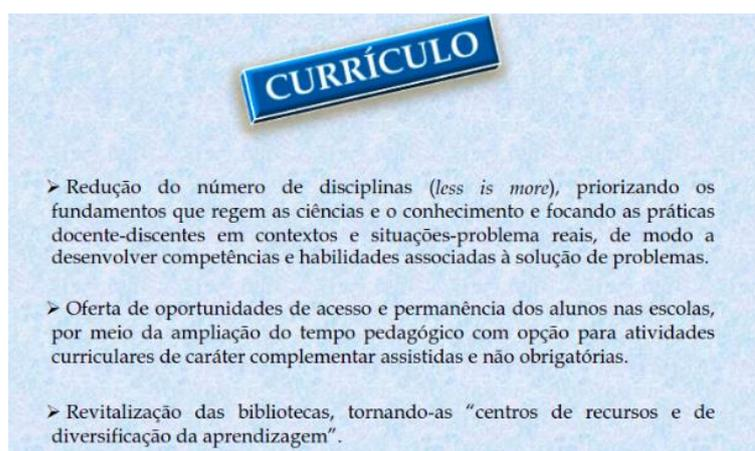 CURRÍCULO
➢ Redução do número de disciplinas (less is more), priorizando os
fundamentos que regem as ciências e o conhecimento e focando as práticas
docente-discentes em contextos e situações-problema reais, de modo a
desenvolver competências e habilidades associadas à solução de problemas.
➢ Oferta de oportunidades de acesso e permanência dos alunos nas escolas,
por meio da ampliação do tempo pedagógico com opção para atividades
curriculares de caráter complementar assistidas e não obrigatórias.
➢ Revitalização das bibliotecas, tornando-as “centros de recursos e de
diversificação da aprendizagem”.